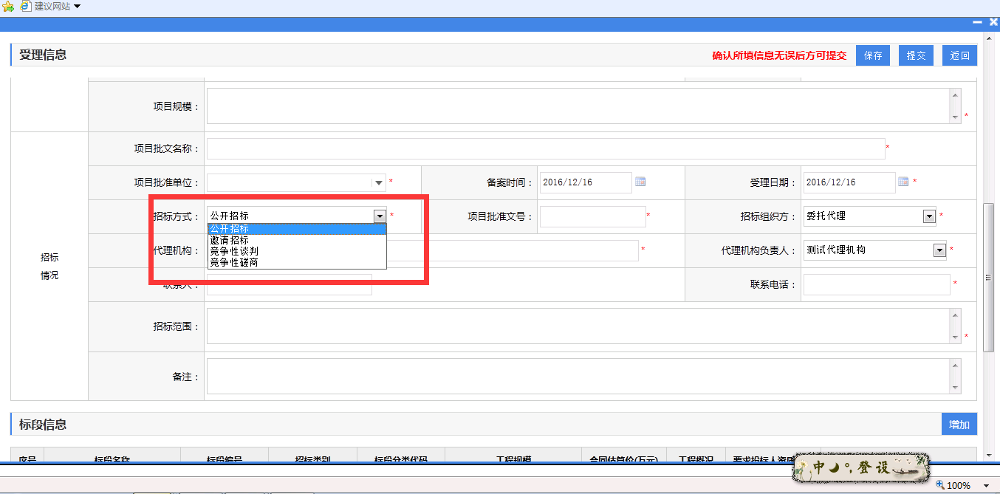 建议网站
受理信息 确认所填信息无误后方可提交 保存 提交 返回
项目规模： *
项目批文名称： *
项目批准单位： * 备案时间： 2016/12/16 受理日期： 2016/12/16 *
招标方式： 公开招标 * 项目批准文号： * 招标组织方： 委托代理 *
公开招标
邀请招标
竞争性谈判
竞争性磋商
代理机构： * 代理机构负责人： 测试代理机构 *
招标
情况
联系人： 联系电话： *
招标范围： *
备注：
标段信息 增加
序号 标段名称 标段编号 招标类别 标段分类代码 工程规模 合同估算价(万元) 工程概况 要求投标人资质
中 登 设
100%